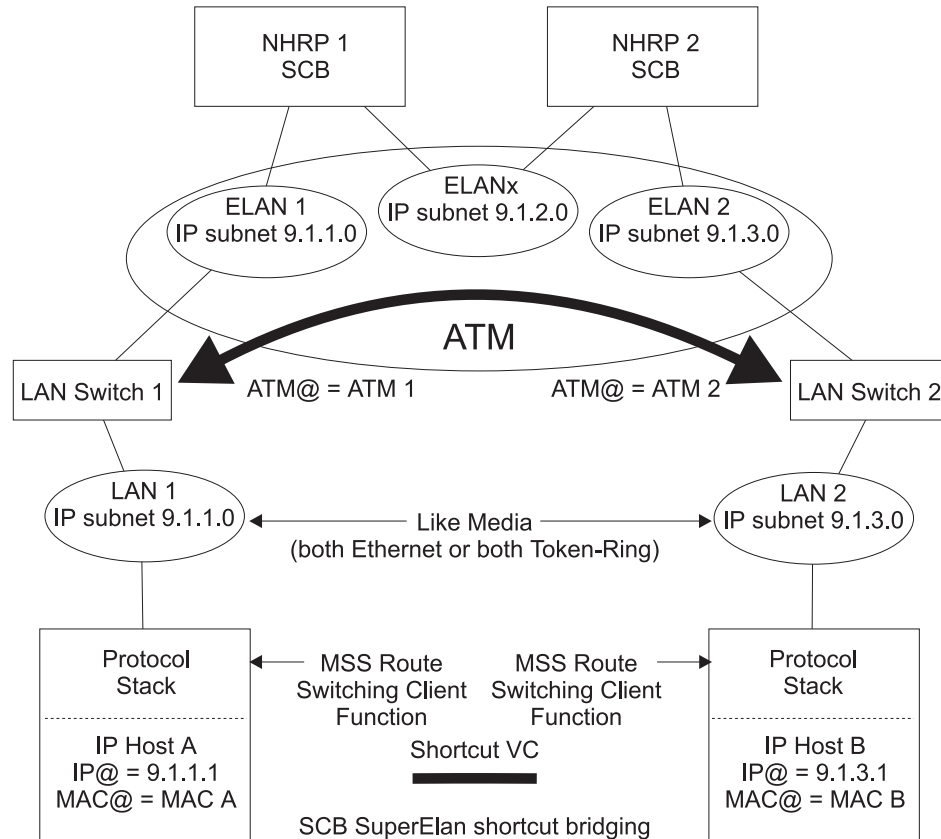 NHRP 1
SCB
NHRP 2
SCB
ELANx
IP subnet 9.1.2.0
ELAN 1
IP subnet 9.1.1.0
ELAN 2
IP subnet 9.1.3.0
ATM
LAN Switch 1
ATM@ = ATM 1
ATM@ = ATM 2
LAN Switch 2
LAN 1
IP subnet 9.1.1.0
LAN 2
IP subnet 9.1.3.0
Like Media
(both Ethernet or both Token-Ring)
Protocol
Stack
MSS Route
Switching Client
Function
MSS Route
Switching Client
Function
Protocol
Stack
IP Host A
IP@ = 9.1.1.1
MAC@ = MAC A
Shortcut VC
IP Host B
IP@ = 9.1.3.1
MAC@ = MAC B
SCB SuperElan shortcut bridging